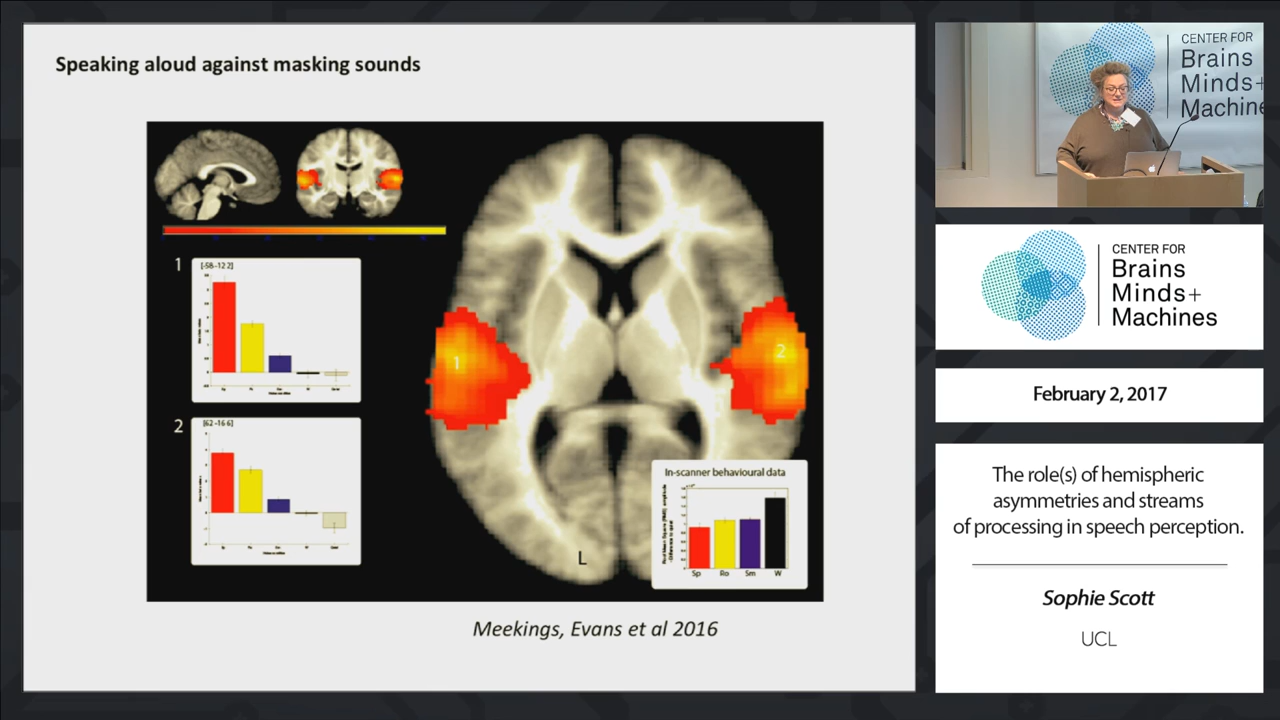 Speaking aloud against masking sounds
1
[-58 -12 2]
2
[62 -16 6]
1
2
L
In-scanner behavioural data
Sp Ro Sm W
Meekings, Evans et al 2016
CENTER FOR
Brains
Minds+
Machine
CENTER FOR
Brains
Minds+
Machines
February 2, 2017
The role(s) of hemispheric
asymmetries and streams
of processing in speech perception.
Sophie Scott
UCL